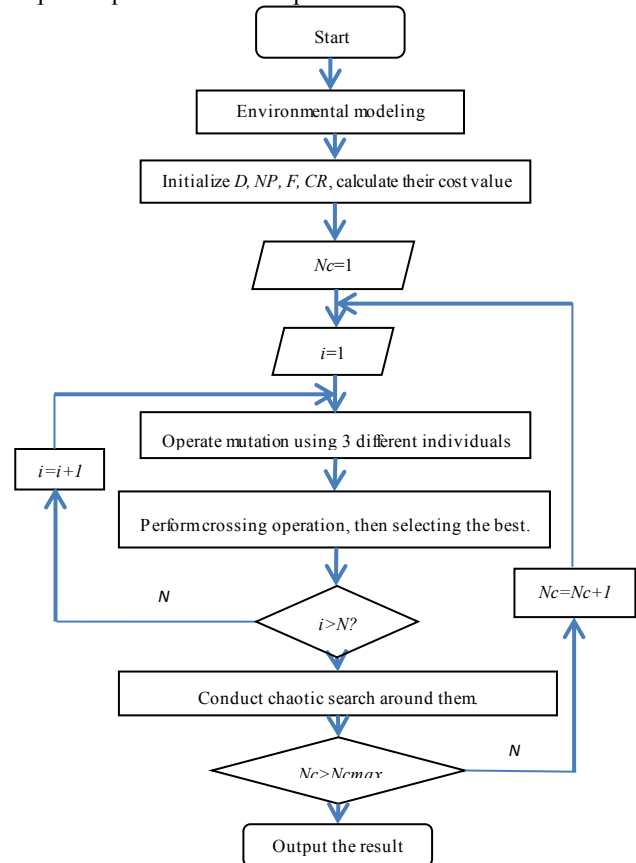 Start
Environmental modeling
Initialize D, NP, F, CR, calculate their cost value
Nc=1
i=1
Operate mutation using 3 different individuals
i=i+1
Perform crossing operation, then selecting the best.
N
i>N?
Nc=Nc+1
Conduct chaotic search around them.
N
Nc>Ncmax
Output the result